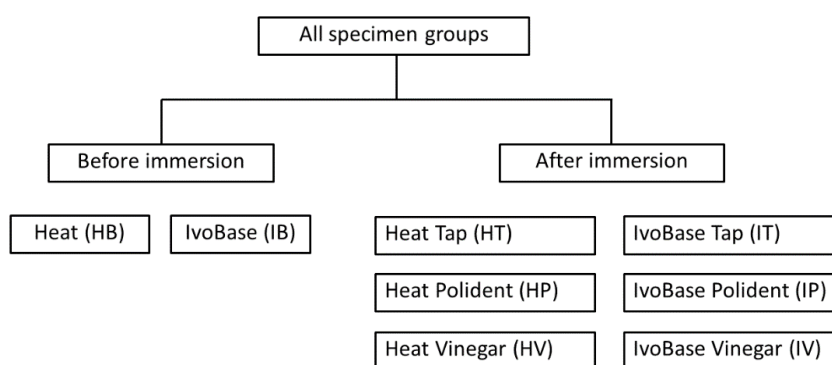 All specimen groups
Before immersion
After immersion
Heat (HB)
IvoBase (IB)
Heat Tap (HT)
IvoBase Tap (IT)
Heat Polident (HP)
IvoBase Polident (IP)
Heat Vinegar (HV)
IvoBase Vinegar (IV)